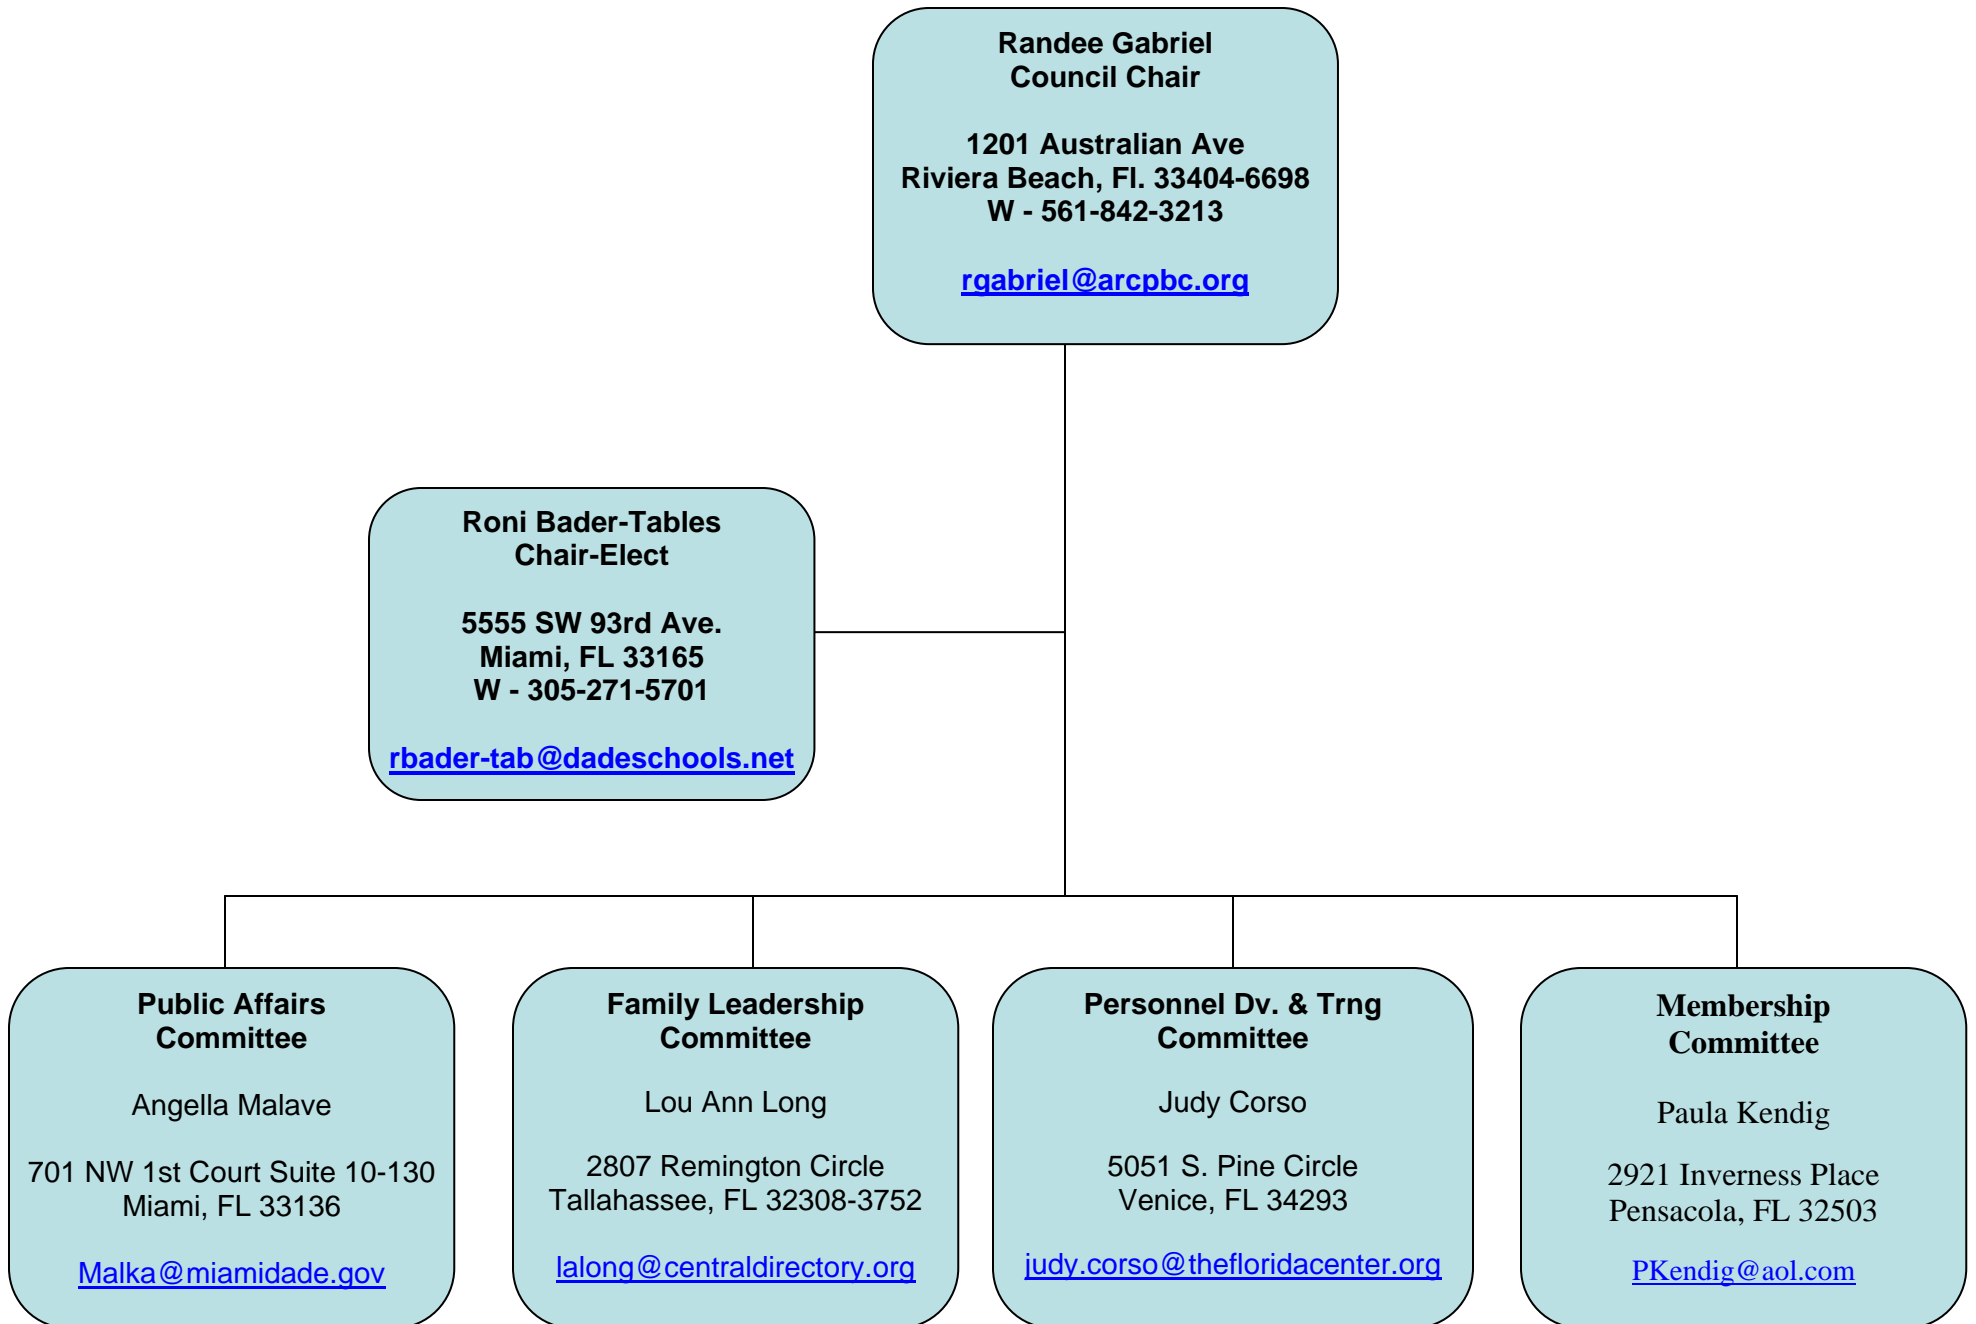 Randee Gabriel
Council Chair
1201 Australian Ave
Riviera Beach, Fl. 33404-6698
W - 561-842-3213
rgabriel@arcpbc.org
Roni Bader-Tables
Chair-Elect
5555 SW 93rd Ave.
Miami, FL 33165
W - 305-271-5701
rbader-tab@dadeschools.net
Public Affairs
Committee
Angella Malave
701 NW 1st Court Suite 10-130
Miami, FL 33136
Malka@miamidade.gov
Family Leadership
Committee
Lou Ann Long
2807 Remington Circle
Tallahassee, FL 32308-3752
lalong@centraldirectory.org
Personnel Dv. & Trng
Committee
Judy Corso
5051 S. Pine Circle
Venice, FL 34293
judy.corso@thefloridacenter.org
Membership
Committee
Paula Kendig
2921 Inverness Place
Pensacola, FL 32503
PKendig@aol.com